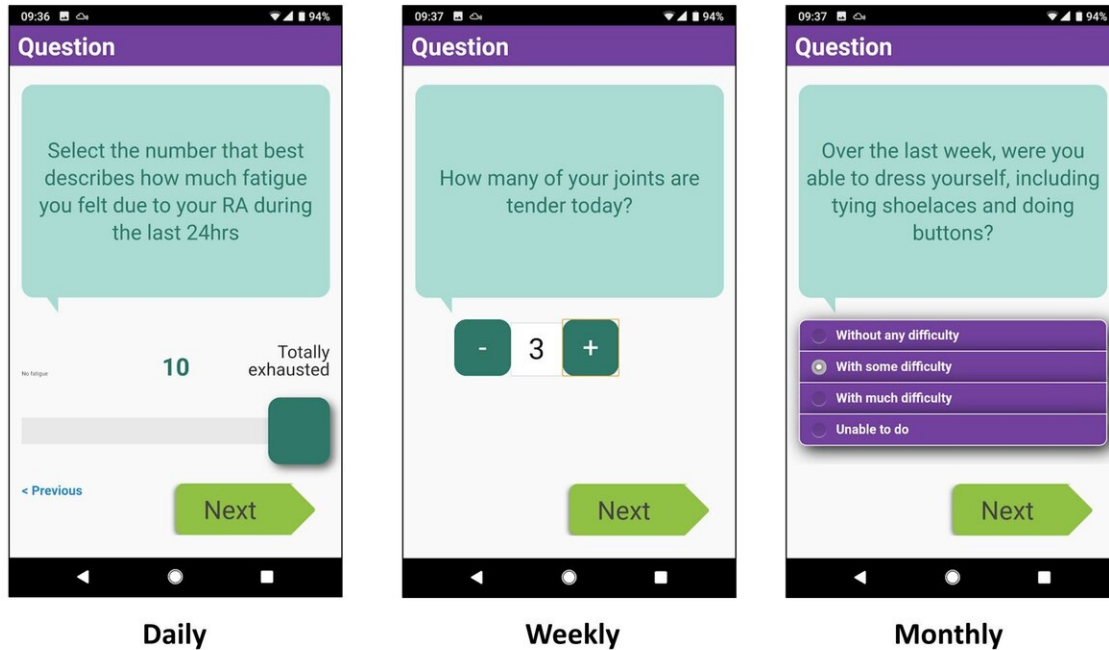 09:36 94%
Question
Select the number that best
describes how much fatigue
you felt due to your RA during
the last 24hrs
No fatigue
10
Totally
exhausted
< Previous
Next
Daily
09:37 94%
Question
How many of your joints are
tender today?
- 3 +
Next
Weekly
09:37 94%
Question
Over the last week, were you
able to dress yourself, including
tying shoelaces and doing
buttons?
Without any difficulty
With some difficulty
With much difficulty
Unable to do
Next
Monthly